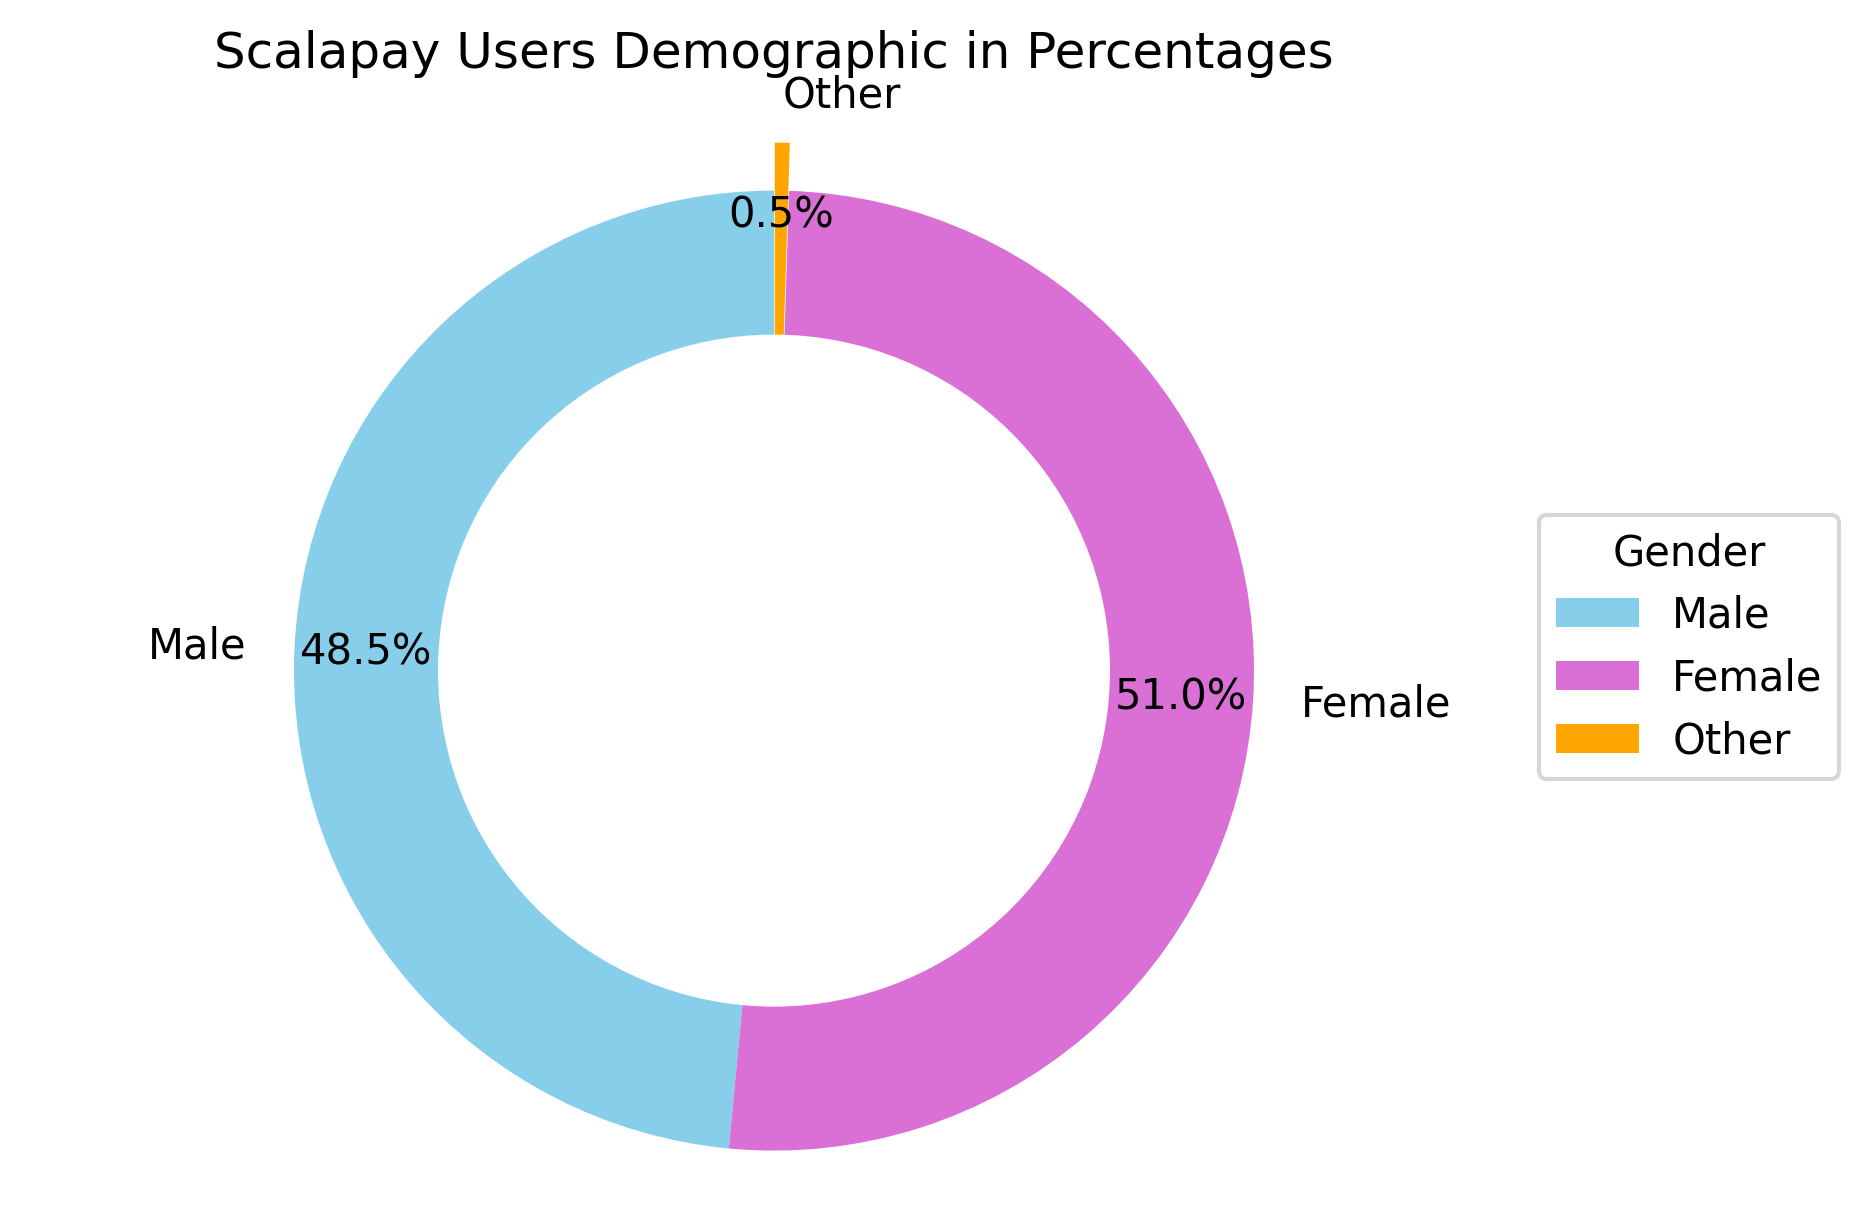 Scalapay Users Demographic in Percentages
Other
0.5%
Male
48.5%
51.0%
Female
Gender
Male
Female
Other